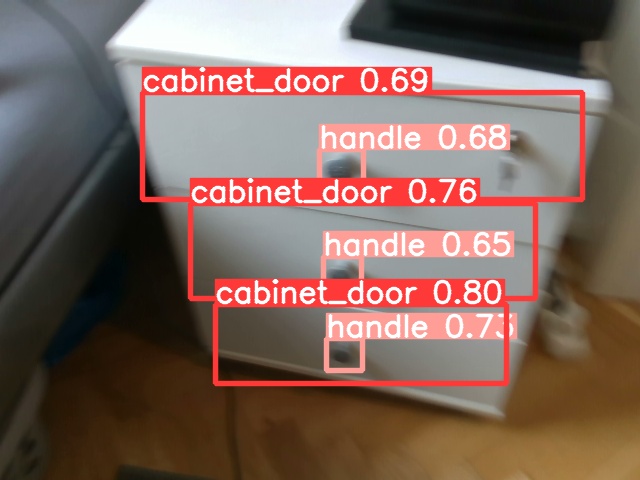 cabinet_door 0.69
handle 0.68
cabinet_door 0.76
handle 0.65
cabinet_door 0.80
handle 0.73